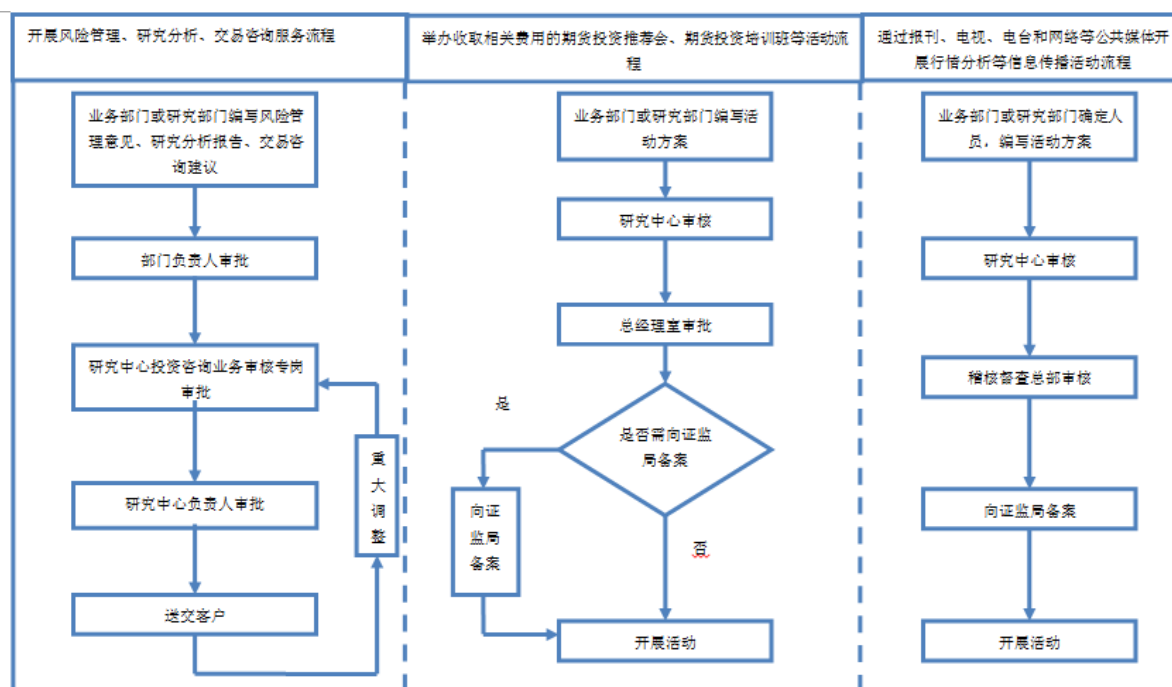 开展风险管理、研究分析、交易咨询服务流程
举办收取相关费用的期货投资推荐会、期货投资培训班等活动流
程
通过报刊、电视、电台和网络等公共媒体开
展行情分析等信息传播活动流程
业务部门或研究部门编写风险管
理意见、研究分析报告、交易咨
询建议
部门负责人审批
研究中心投资咨询业务审核专岗
审批
研究中心负责人审批
送交客户
重
大
调
整
业务部门或研究部门编写活
动方案
研究中心审核
总经理室审批
是否需向证监
局备案
是
向证
监局
备案
否
开展活动
业务部门或研究部门确定人
员，编写活动方案
研究中心审核
稽核督查总部审核
向证监局备案
开展活动